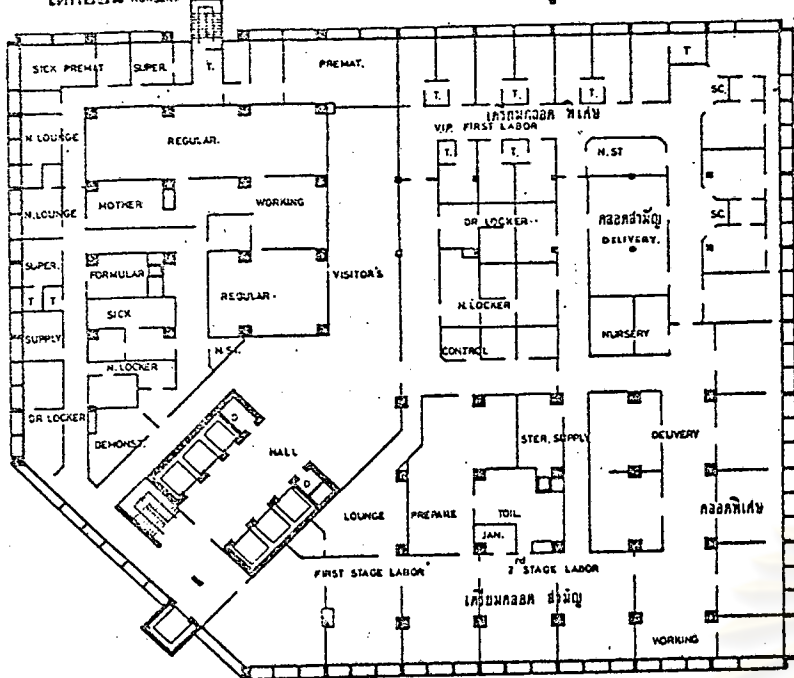 NURSERY
SICK PREMAT
SUPER.
T.
PREMAT.
T.
T.
T.
T
SC.
เตรียมคลอด พิเศษ
V.I.P. FIRST LABOR
N. LOUNGE
REGULAR.
T.
T.
N.ST
N.LOUNGE
MOTHER
WORKING
DR LOCKER
คลอดสามัญ
DELIVERY.
SC.
SUPER.
FORMULAR
VISITOR'S
T
T
REGULAR
SICK
N.LOCKER
SUPPLY
NURSERY
N.ST.
CONTROL
N.LOCKER
DR LOCKER
DEMONST.
D
HALL
STER. SUPPLY
DELIVERY
D
LOUNGE
PREPARE
TOIL.
คลอดพิเศษ
JAN.
FIRST STAGE LABOR
2 rd STAGE LABOR
เตรียมคลอด สามัญ
WORKING